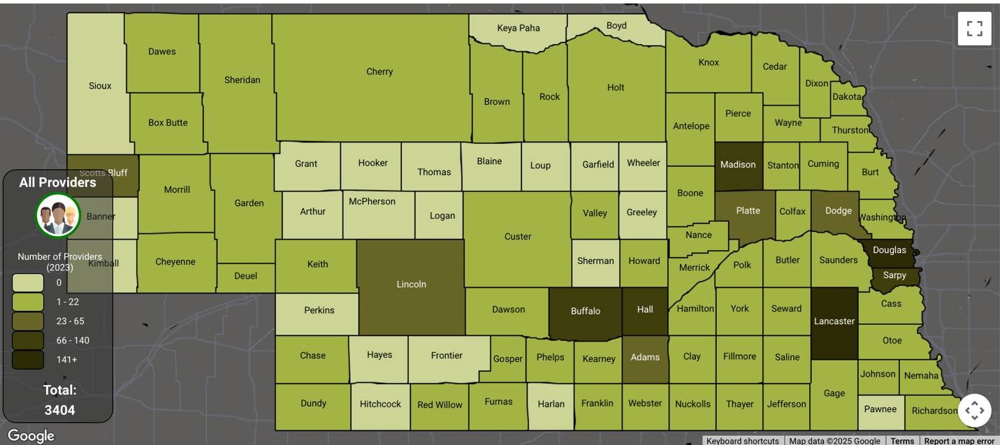 Keya Paha
Boyd
Dawes
Sheridan
Cherry
Knox
Cedar
Dixon
Sioux
Brown
Rock
Holt
Dakota
Box Butte
Antelope
Pierce
Wayne
Thurston
Scotts Bluff
Grant
Hooker
Thomas
Blaine
Loup
Garfield
Wheeler
Madison
Stanton
Cuming
Burt
All Providers
Morrill
Garden
Boone
Banner
Arthur
McPherson
Logan
Valley
Greeley
Platte
Colfax
Dodge
Washington
Custer
Nance
Number of Providers
(2023)
Kimball
Cheyenne
Deuel
Keith
Lincoln
Sherman
Howard
Merrick
Polk
Butler
Saunders
Douglas
Sarpy
0
1 - 22
23 - 65
66 - 140
141+
Perkins
Dawson
Buffalo
Hall
Hamilton
York
Seward
Lancaster
Cass
Otoe
Chase
Hayes
Frontier
Gosper
Phelps
Kearney
Adams
Clay
Fillmore
Saline
Johnson
Nemaha
Total:
3404
Dundy
Hitchcock
Red Willow
Furnas
Harlan
Franklin
Webster
Nuckolls
Thayer
Jefferson
Gage
Pawnee
Richardson
Google
Keyboard shortcuts
Map data ©2025 Google
Terms
Report a map error